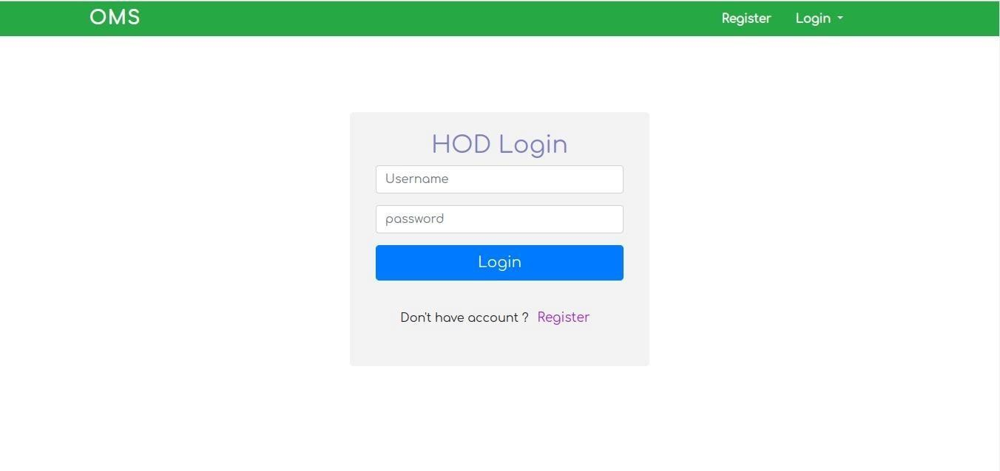 OMS Register Login
HOD Login
Username
password
Login
Don't have account ? Register